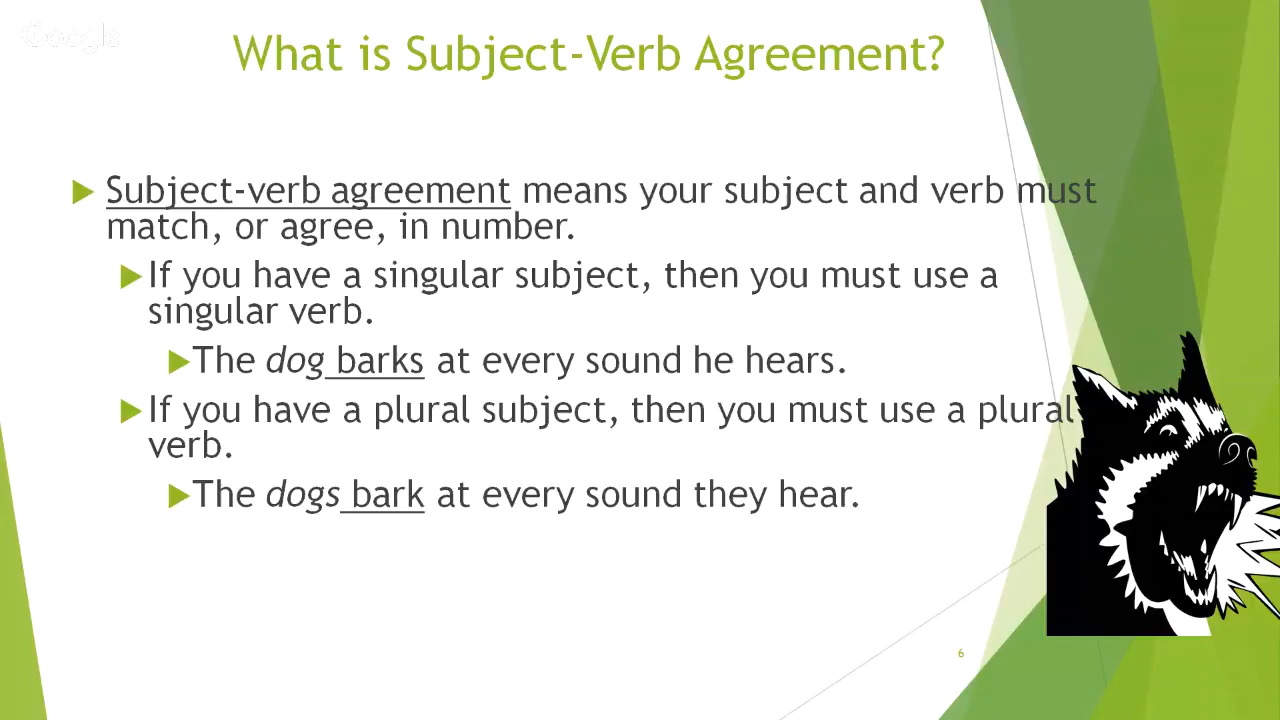 Google
What is Subject-Verb Agreement?
Subject-verb agreement means your subject and verb must
match, or agree, in number.
If you have a singular subject, then you must use a
singular verb.
The dog barks at every sound he hears.
If you have a plural subject, then you must use a plural
verb.
The dogs bark at every sound they hear.
6